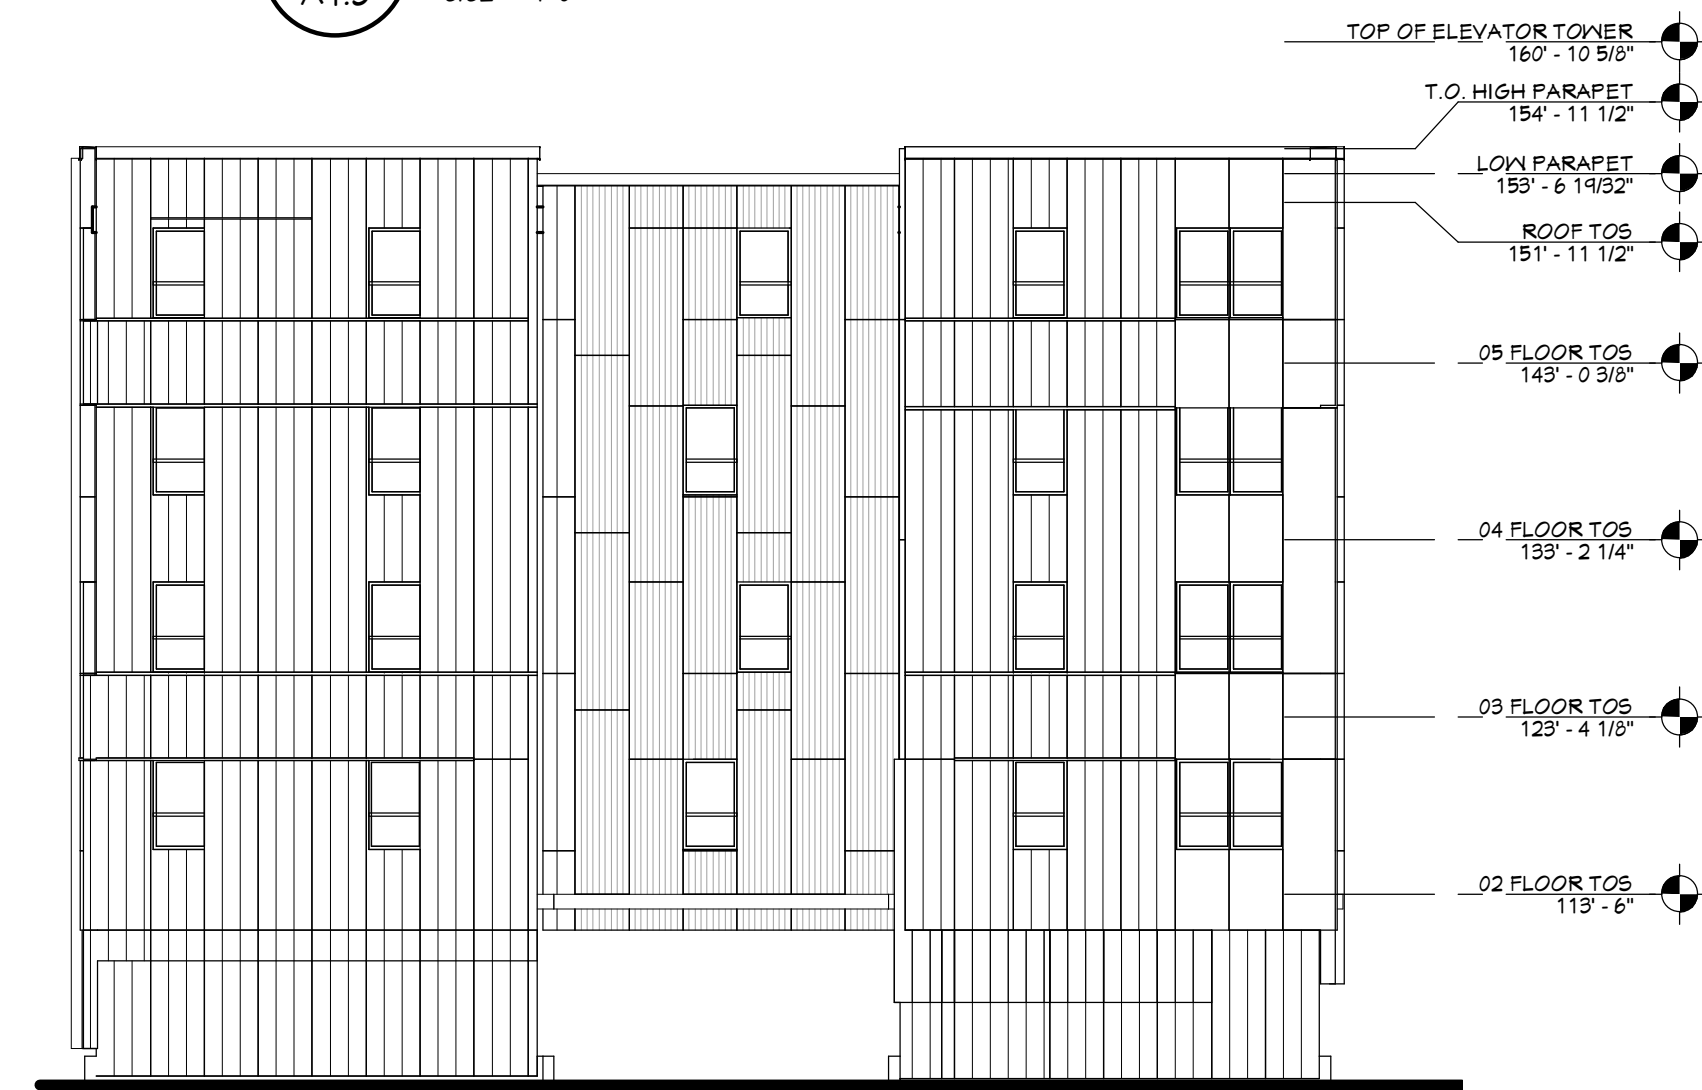 TOP OF ELEVATOR TOWER
160' - 10 5/8"
T.O. HIGH PARAPET
154' - 11 1/2"
LOW PARAPET
153' - 6 19/32"
ROOF TOS
151' - 11 1/2"
05 FLOOR TOS
143' - 0 3/8"
04 FLOOR TOS
133' - 2 1/4"
03 FLOOR TOS
123' - 4 1/8"
02 FLOOR TOS
113' - 6"